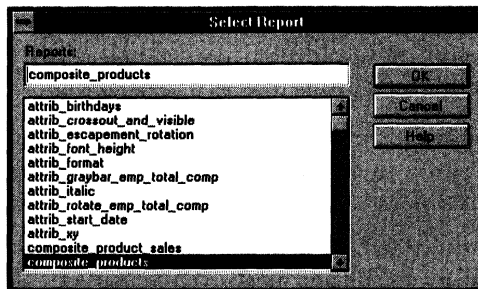 Select Report
Reports:
composite_products
OK
Cancel
Help
attrib_birthdays
attrib_crossout_and_visible
attrib_escapement_rotation
attrib_font_height
attrib_format
attrib_graybar_emp_total_comp
attrib_italic
attrib_rotate_emp_total_comp
attrib_start_date
attrib_xy
composite_product_sales
composite_products